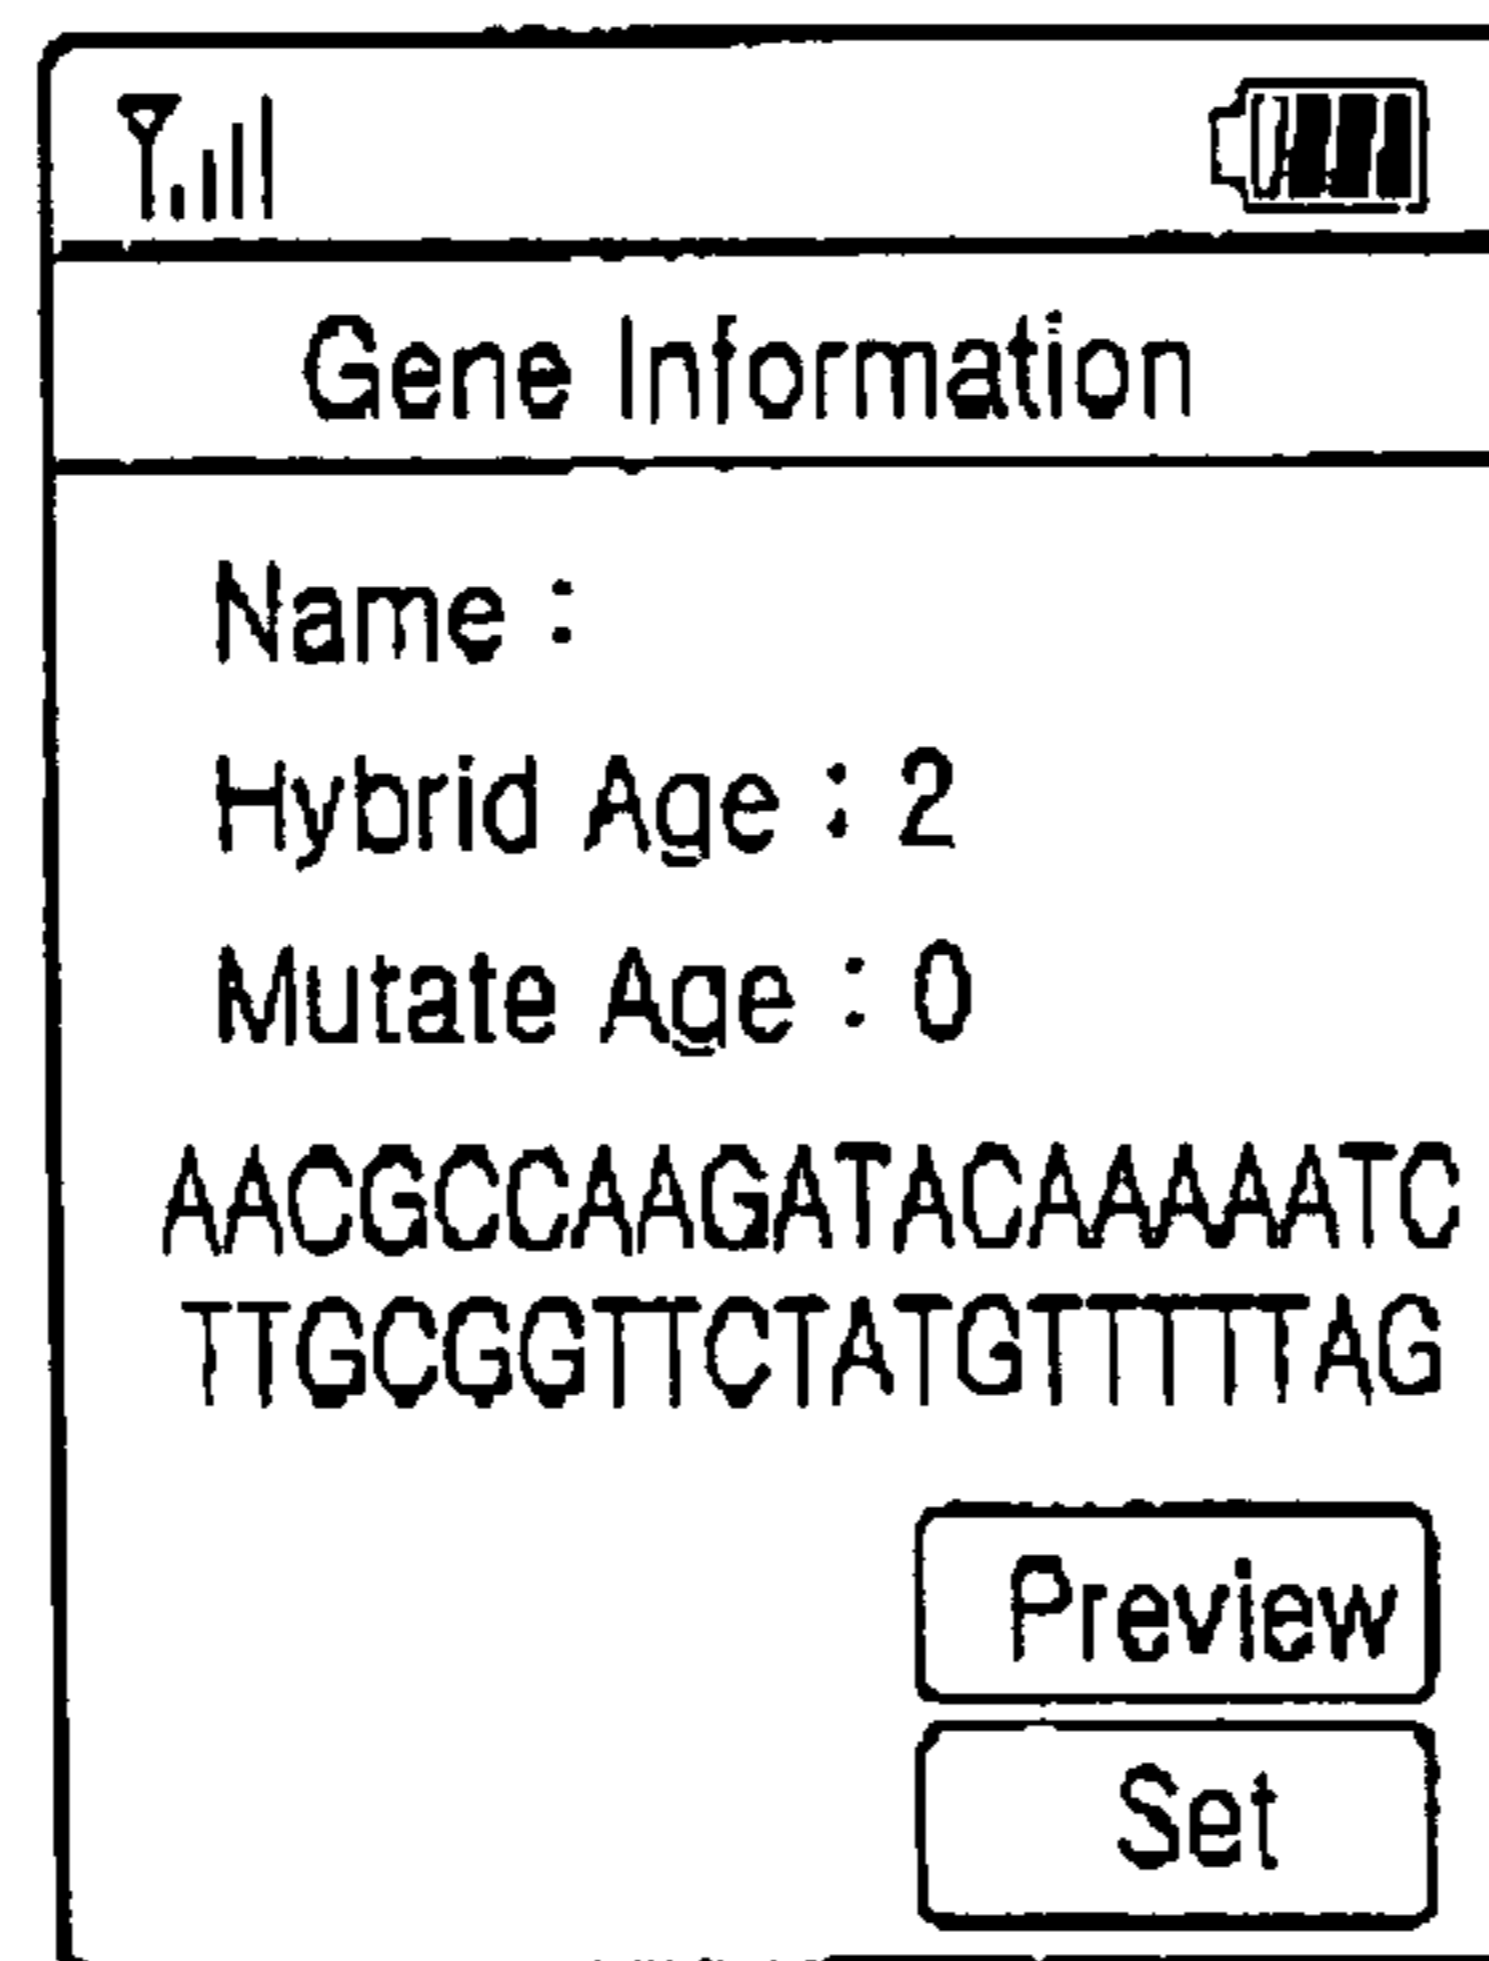 Gene Information
Name :
Hybrid Age : 2
Mutate Age : 0
AACGCCAAGATACAAAAATC
TTGCGGTTCTATGTTTTTAG
Preview
Set